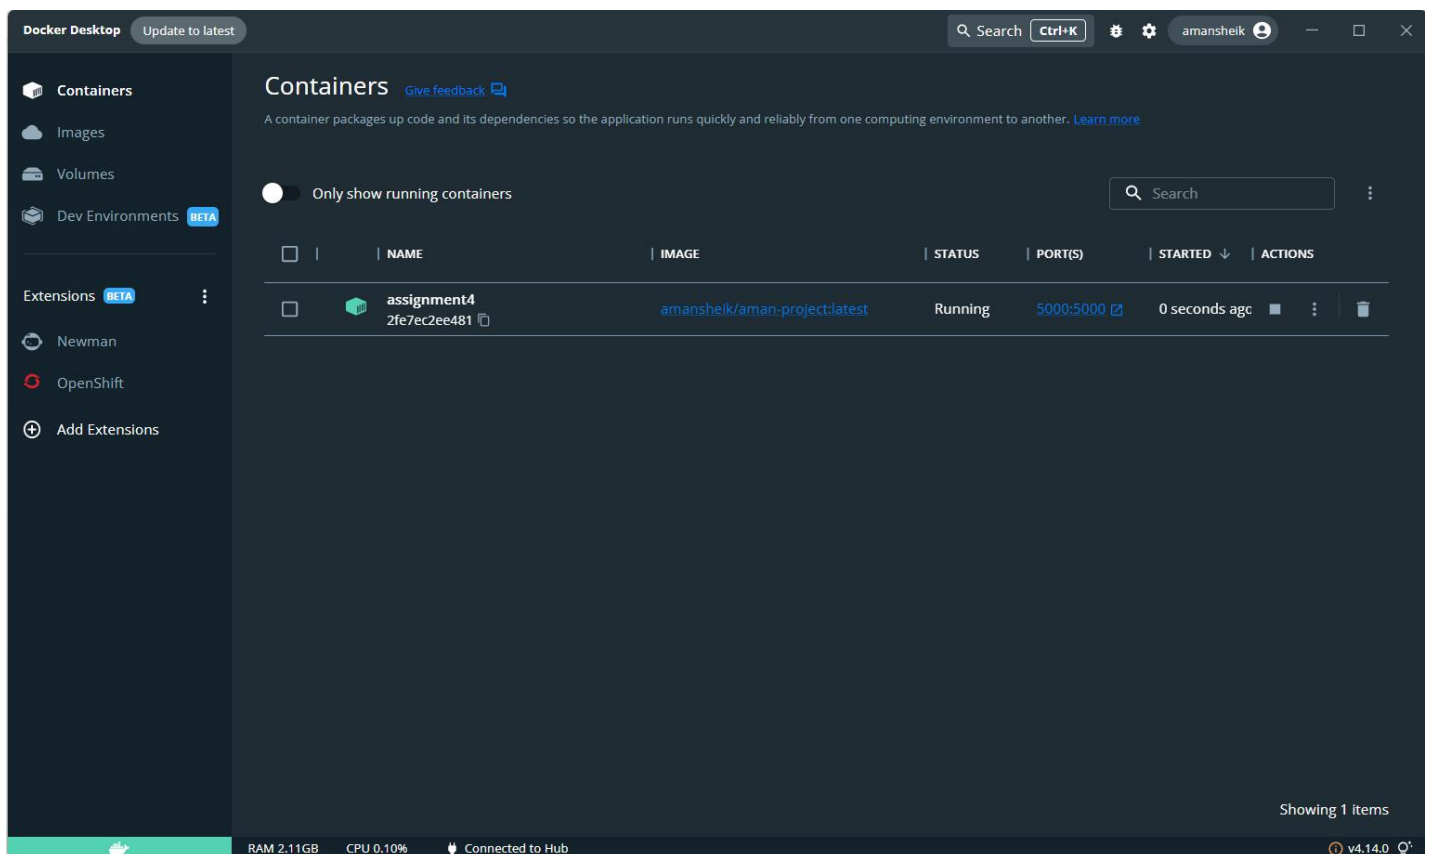 Docker Desktop Update to latest Search Ctrl+K amansheik
Containers
Images
Volumes
Dev Environments BETA
Extensions BETA
Newman
OpenShift
Add Extensions
Containers Give feedback
A container packages up code and its dependencies so the application runs quickly and reliably from one computing environment to another. Learn more
Only show running containers Search
NAME IMAGE STATUS PORT(S) STARTED ACTIONS
assignment4 amansheik/aman-project:latest Running 5000:5000 0 seconds agc
2fe7ec2ee481
Showing 1 items
RAM 2.11GB CPU 0.10% Connected to Hub v4.14.0